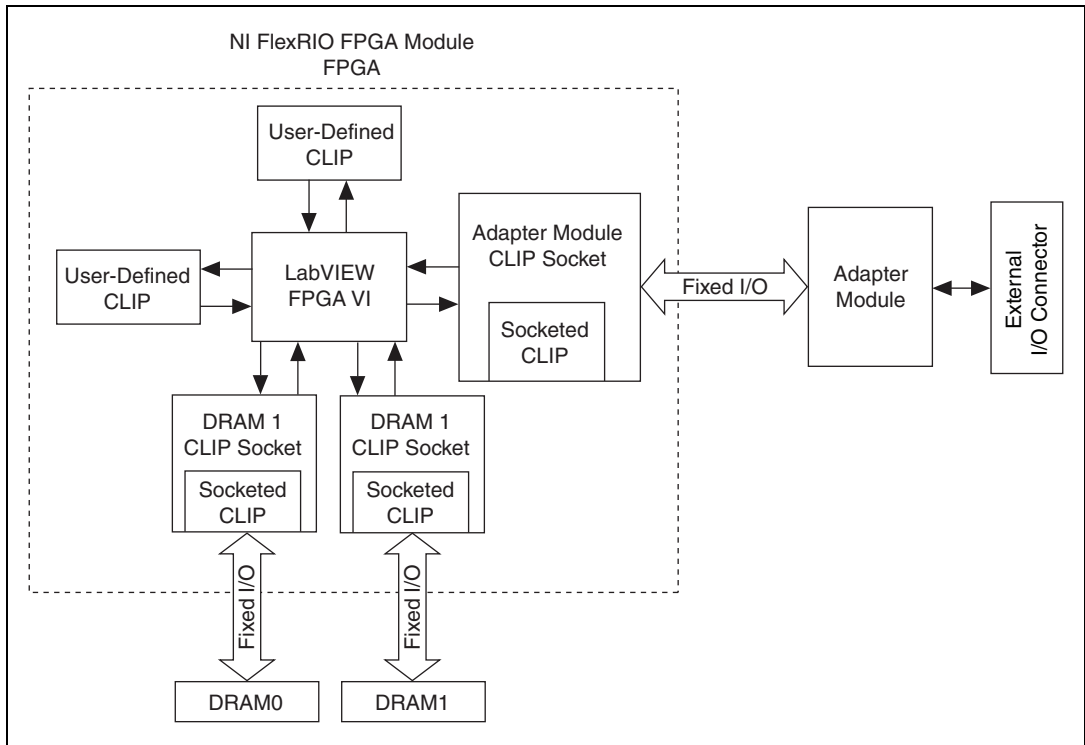 NI FlexRIO FPGA Module
FPGA
User-Defined
CLIP
User-Defined
CLIP
LabVIEW
FPGA VI
Adapter Module
CLIP Socket
Socketed
CLIP
Fixed I/O
Adapter
Module
External
I/O Connector
DRAM 1
CLIP Socket
Socketed
CLIP
DRAM 1
CLIP Socket
Socketed
CLIP
Fixed I/O
Fixed I/O
DRAM0
DRAM1